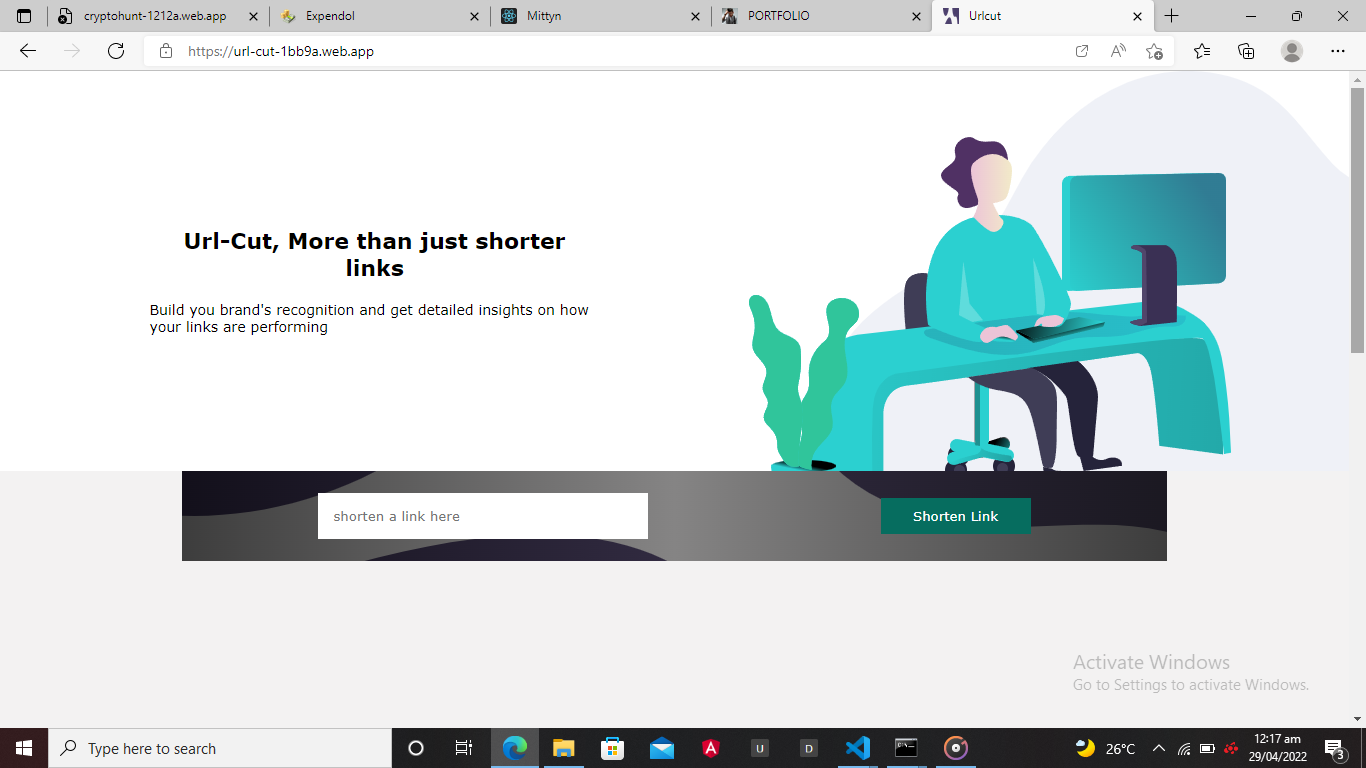 cryptohunt-1212a.web.app
Expendol
Mittyn
PORTFOLIO
Urlcut
https://url-cut-1bb9a.web.app
Url-Cut, More than just shorter
links
Build you brand's recognition and get detailed insights on how
your links are performing
shorten a link here
Shorten Link
Activate Windows
Go to Settings to activate Windows.
Type here to search
U
D
26°C
12:17 am
29/04/2022
3